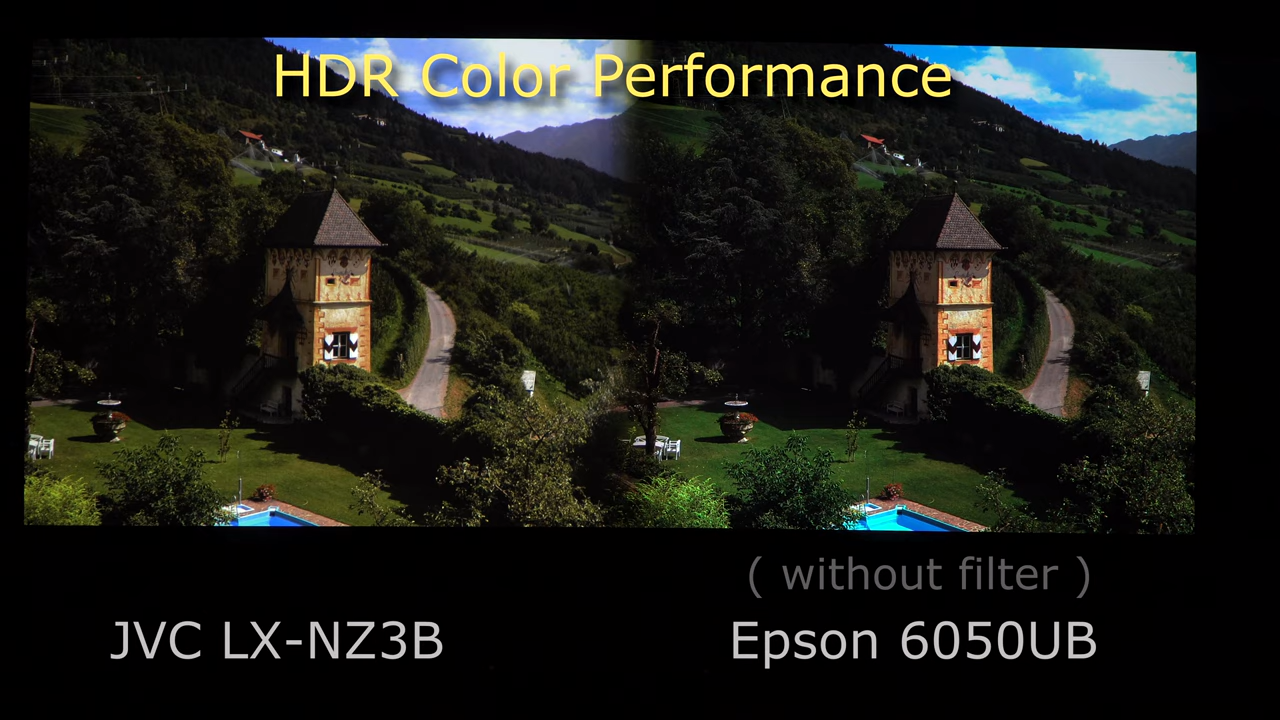 HDR Color Performance
( without filter )
JVC LX-NZ3B
Epson 6050UB